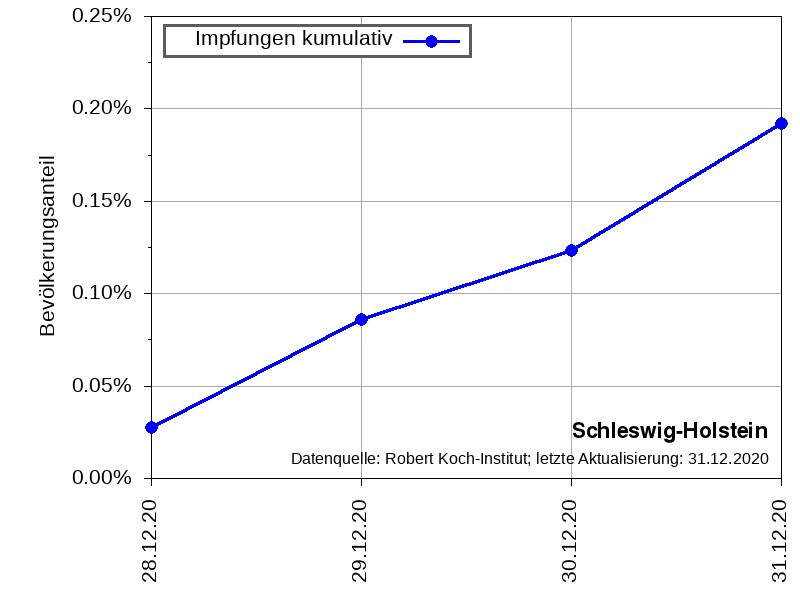 0.25%
Impfungen kumulativ
0.20%
0.15%
0.10%
0.05%
0.00%
Bevölkerungsanteil
Schleswig-Holstein
Datenquelle: Robert Koch-Institut; letzte Aktualisierung: 31.12.2020
28.12.20
29.12.20
30.12.20
31.12.20